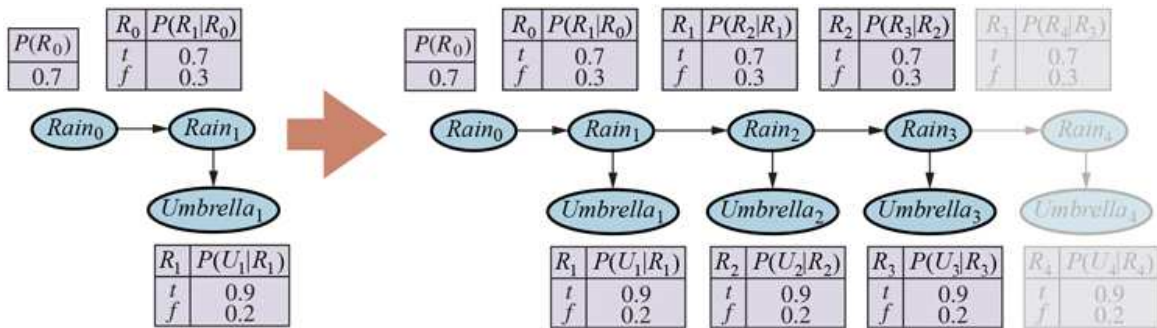 P(R0)
0.7
R0 P(R1|R0)
t 0.7
f 0.3
Rain0
Rain1
Umbrella1
R1 P(U1|R1)
t 0.9
f 0.2
P(R0)
0.7
R0 P(R1|R0)
t 0.7
f 0.3
R1 P(R2|R1)
t 0.7
f 0.3
R2 P(R3|R2)
t 0.7
f 0.3
R3 P(R4|R3)
t 0.7
f 0.3
Rain0
Rain1
Rain2
Rain3
Rain4
Umbrella1
Umbrella2
Umbrella3
Umbrella4
R1 P(U1|R1)
t 0.9
f 0.2
R2 P(U2|R2)
t 0.9
f 0.2
R3 P(U3|R3)
t 0.9
f 0.2
R4 P(U4|R4)
t 0.9
f 0.2